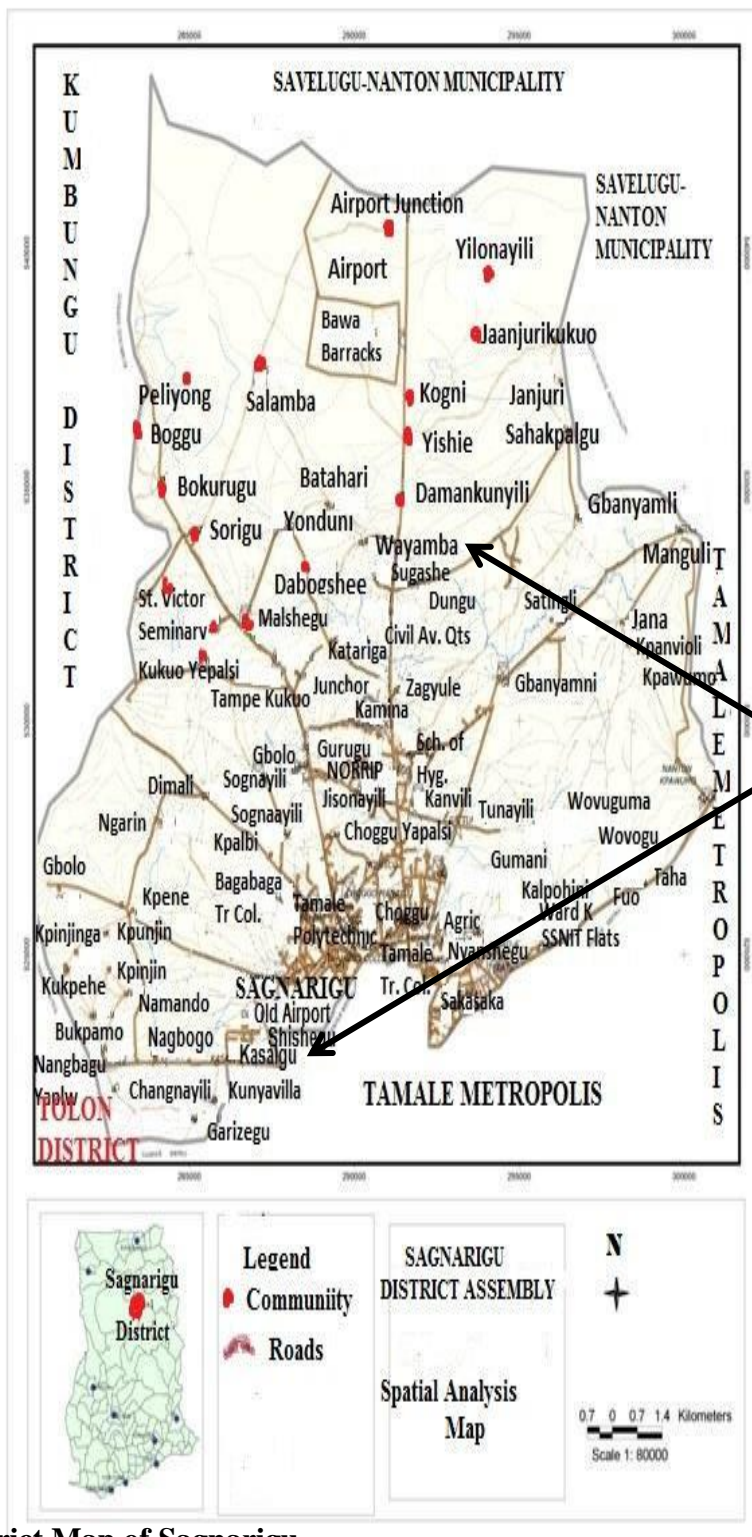 SAVELUGU-NANTON MUNICIPALITY
KUMBUNGU DISTRICT
SAVELUGU-
NANTON
MUNICIPALITY
Airport Junction
Yilonayili
Airport
Bawa
Barracks
Jaanjurikukuo
Peliyong
Salamba
Kogni
Janjuri
Boggu
Yishie
Sahakpalgu
Batahari
Bokurugu
Damankunyili
Gbanyamli
Yonduni
Sorigu
Wayamba
Manguli
TAMALE METROPOLIS
Sugashe
Dabogshee
St. Victor
Seminary
Dungu
Satingli
Malshegu
Jana
Civil Av. Qts
Kpanvioli
Katariga
Kukuo Yepalsi
Kpawumo
Junchor
Zagyule
Gbanyamni
Tampe Kukuo
Kamina
Gurugu
Sch. of
Hyg.
Gbolo
NORRIP
Sognayili
Dimali
Jisonayili
Kanvili
Tunayili
Wovuguma
NANTON
KPAWUMO
Sognaayili
Ngarin
Choggu Yapalsi
Wovogu
Kpalbi
Gumani
Gbolo
Bagabaga
Tr Col.
Taha
Kpene
Kalpohini
Fuo
Tamale
Polytechnic
Choggu
Ward K
Agric
Kpinjinga
Kpunjin
SSNIT Flats
Tamale
Tr. Col.
Nyanshegu
Kpinjin
Kukpehe
SAGNARIGU
Sakasaka
Namando
Old Airport
Bukpamo
Nagbogo
Shishegu
Kasalgu
Nangbagu
Changnayili
Kunyavilla
TAMALE METROPOLIS
TOLON
DISTRICT
Garizegu
Sagnarigu
District
Legend
Communiity
Roads
SAGNARIGU
DISTRICT ASSEMBLY
Spatial Analysis
Map
N
0.7 0 0.7 1.4 Kilometers
Scale 1: 80000
Map of Sagnarigu